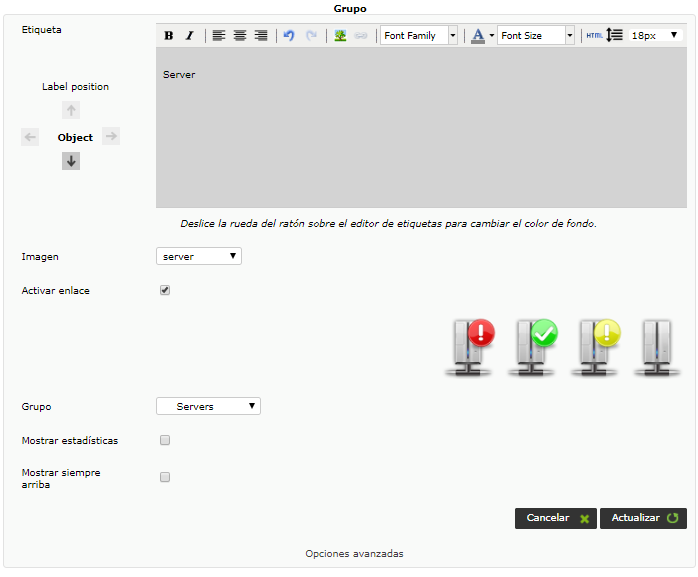 Grupo
Etiqueta
B I Font Family A Font Size HTML 18px
Server
Label position
Object
Deslice la rueda del ratón sobre el editor de etiquetas para cambiar el color de fondo.
Imagen
server
Activar enlace
Grupo
Servers
Mostrar estadísticas
Mostrar siempre
arriba
Cancelar Actualizar
Opciones avanzadas